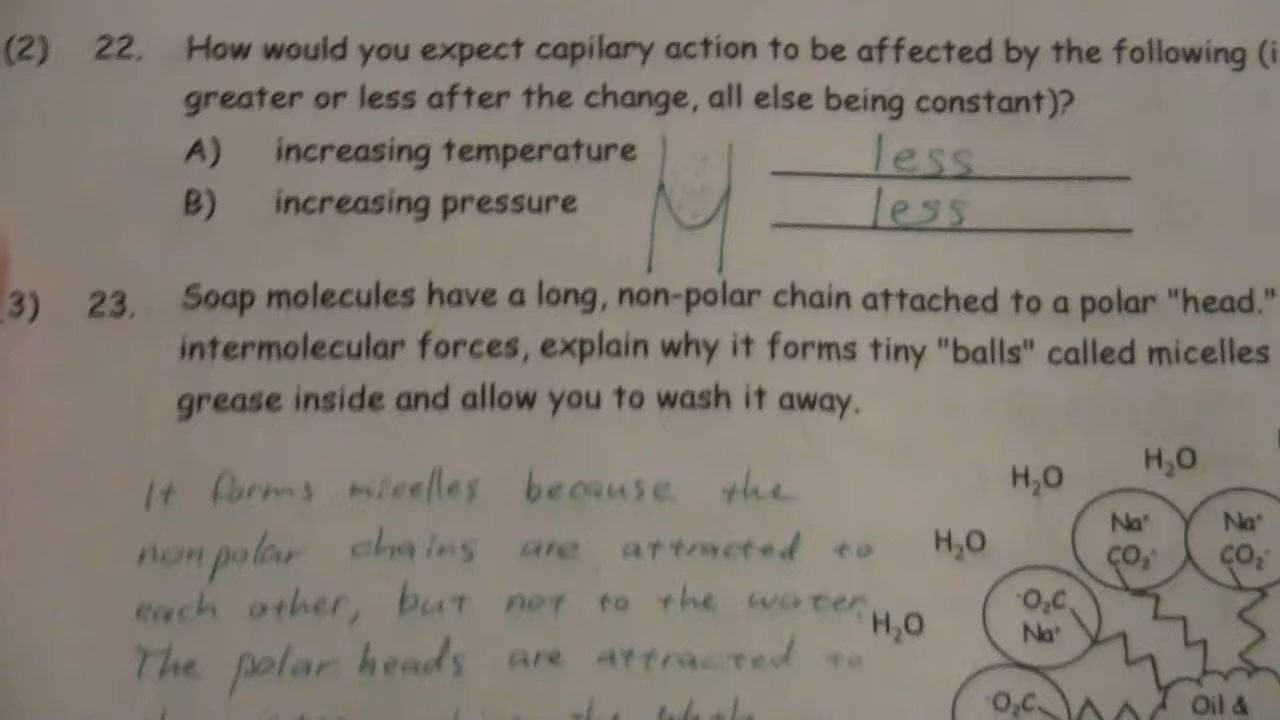 (2) 22. How would you expect capilary action to be affected by the following (i
greater or less after the change, all else being constant)?
A) increasing temperature less
B) increasing pressure less
3) 23. Soap molecules have a long, non-polar chain attached to a polar "head."
intermolecular forces, explain why it forms tiny "balls" called micelles
grease inside and allow you to wash it away.
It forms micelles because the
nonpolar chains are attracted to
each other, but not to the water.
The polar heads are attracted to
the whole
H₂O
H₂O
H₂O
H₂O
Na⁺
CO₂⁻
Na⁺
CO₂⁻
⁻O₂C
Na⁺
O₂C
Oil &